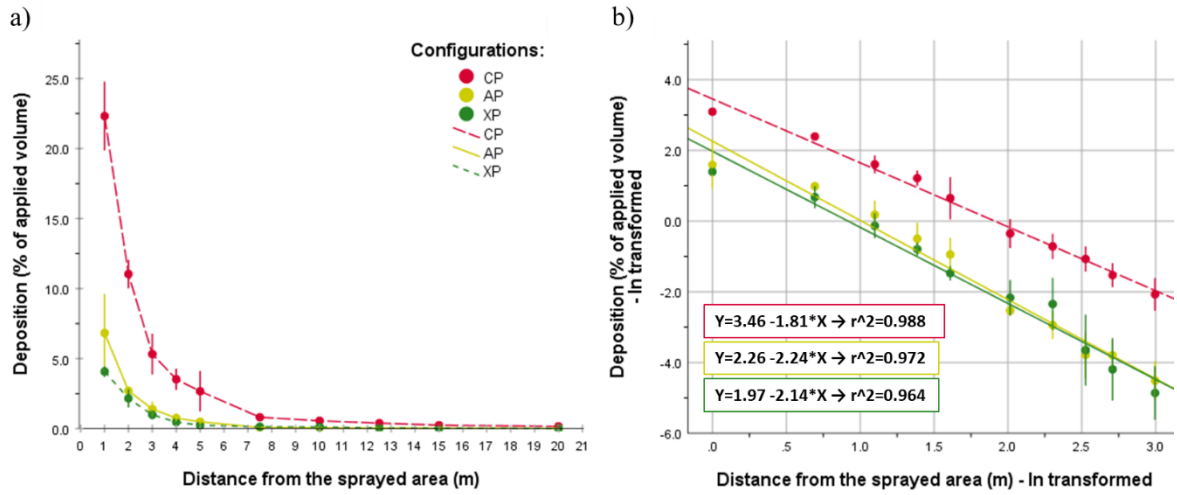 a)
Configurations:
CP
AP
XP
CP
AP
XP
Deposition (% of applied volume)
25.0
20.0
15.0
10.0
5.0
0.0
0 1 2 3 4 5 6 7 8 9 10 11 12 13 14 15 16 17 18 19 20 21
Distance from the sprayed area (m)
b)
Deposition (% of applied volume)
- ln transformed
4.0
2.0
0.0
-2.0
-4.0
-6.0
Y=3.46 -1.81*X → r^2=0.988
Y=2.26 -2.24*X → r^2=0.972
Y=1.97 -2.14*X → r^2=0.964
.0 .5 1.0 1.5 2.0 2.5 3.0
Distance from the sprayed area (m) - ln transformed